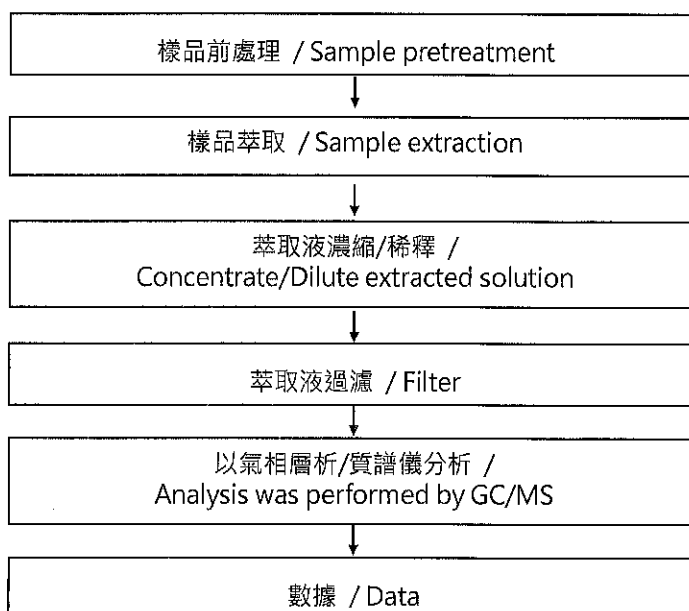 樣品前處理 / Sample pretreatment
樣品萃取 / Sample extraction
萃取液濃縮/稀釋 /
Concentrate/Dilute extracted solution
萃取液過濾 / Filter
以氣相層析/質譜儀分析 /
Analysis was performed by GC/MS
數據 / Data